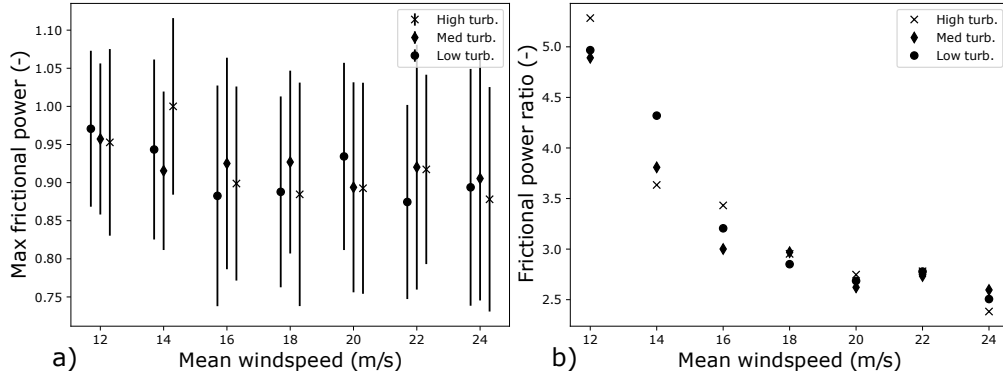 High turb.
Med turb.
Low turb.
Max frictional power (-)
1.10
1.05
1.00
0.95
0.90
0.85
0.80
0.75
12 14 16 18 20 22 24
Mean windspeed (m/s)
a)
High turb.
Med turb.
Low turb.
Frictional power ratio (-)
5.0
4.5
4.0
3.5
3.0
2.5
12 14 16 18 20 22 24
Mean windspeed (m/s)
b)